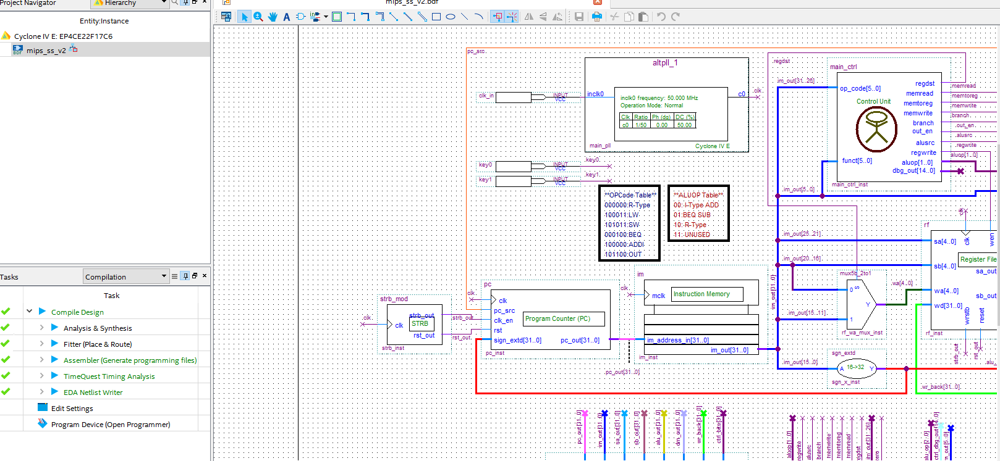 Project Navigator
Hierarchy
mips_ss_v2.bdf
Entity:Instance
Cyclone IV E: EP4CE22F17C6
BDF
mips_ss_v2
Tasks
Compilation
Task
Compile Design
Analysis & Synthesis
Fitter (Place & Route)
Assembler (Generate programming files)
TimeQuest Timing Analysis
EDA Netlist Writer
Edit Settings
Program Device (Open Programmer)
pc_src
altpll_1
clk_in
INPUT
VCC
inclk0
inclk0 frequency: 50.000 MHz
Operation Mode: Normal
Clk Ratio Ph (dg) DC (%)
c0 1/50 0.00 50.00
c0
clk
main_pll
Cyclone IV E
key0
INPUT
VCC
key0
key1
INPUT
VCC
key1
**OPCode Table**
000000:R-Type
100011:LW
101011:SW
000100:BEQ
100000:ADDI
101100:OUT
**ALUOP Table**
00: I-Type ADD
01:BEQ SUB
10: R-Type
11: UNUSED
regdst
main_ctrl
im_out[31..26]
op_code[5..0]
Control Unit
funct[5..0]
regdst
memread
memtoreg
memwrite
branch
out_en
alusrc
regwrite
aluop[1..0]
dbg_out[14..0]
main_ctrl_inst
memread
memtoreg
memwrite
branch
out_en
alusrc
regwrite
aluop[1..0]
im_out[5..0]
im_out[25..21]
im_out[20..16]
im_out[31..0]
im_out[15..11]
im_out[15..0]
strb_mod
clk
clk
strb_out
STRB
rst_out
strb_inst
strb_out
rst_out
pc
clk
clk
pc_src
clk_en
rst
sign_extd[31..0]
Program Counter (PC)
pc_out[31..0]
pc_inst
pc_out[31..0]
im
clk
mclk
Instruction Memory
im_address_in[31..0]
im_out[31..0]
im_inst
mux5b_2to1
0
S
Y
1
rf_wa_mux_inst
wa[4..0]
sgn_extd
A 16->32 Y
sgn_x_inst
rf
clk
clk
wen
sa[4..0]
Register File
sa_out
sb[4..0]
wa[4..0]
sb_out
wd[31..0]
wrstb
reset
rf_inst
strb_out
rst_out
alu_
wr_back[31..0]
pc_out[31..0]
im_out[31..0]
sa_out[31..0]
sb_out[31..0]
alu_out[31..0]
dm_out[31..0]
wr_back[31..0]
ctrl_bits[31..0]
aluop[1..0]
regwrite
alusrc
branch
memwrite
memtoreg
memread
regdst
im_out[31..26]
zero
alu_op[2..0]
ctrl_dbg_out[14..0]
im_out[5..0]